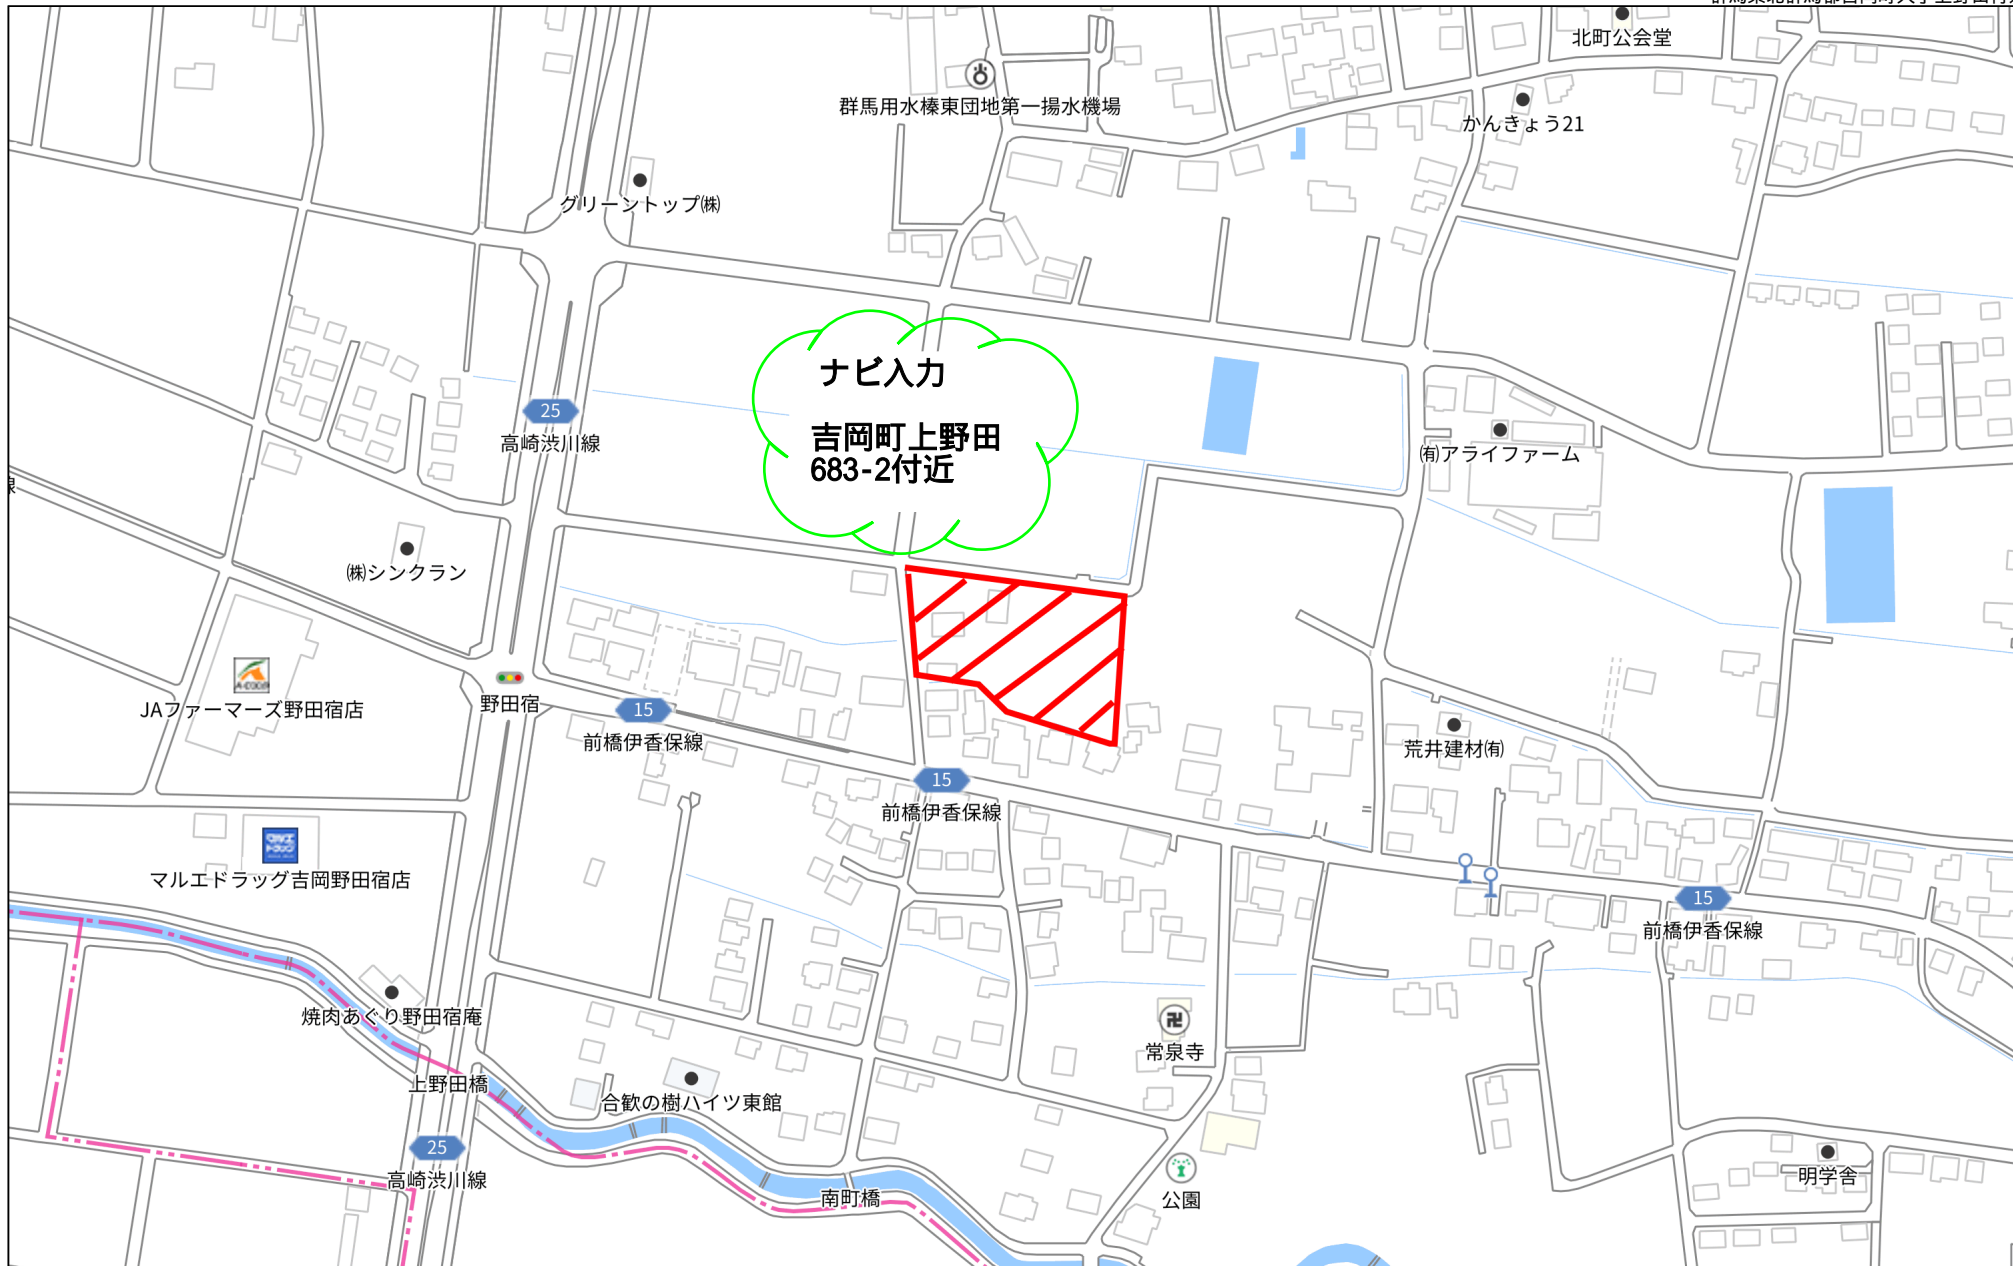 北町公会堂
群馬用水榛東団地第一揚水機場
かんきょう21
グリーントップ㈱
ナビ入力
吉岡町上野田
683-2付近
25
高崎渋川線
㈲アライファーム
㈱シンクラン
JAファーマーズ野田宿店
野田宿
15
前橋伊香保線
荒井建材㈲
15
前橋伊香保線
マルエドラッグ吉岡野田宿店
15
前橋伊香保線
焼肉あぐり野田宿庵
常泉寺
上野田橋
合歓の樹ハイツ東館
25
高崎渋川線
南町橋
公園
明学舎